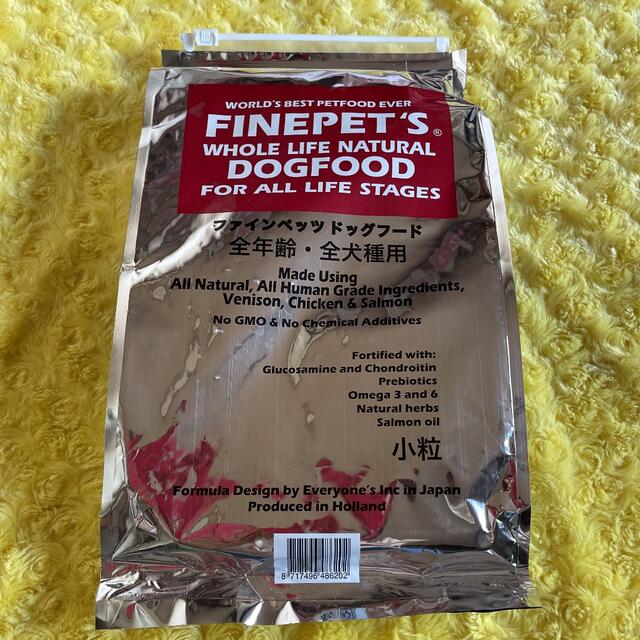 WORLD'S BEST PETFOOD EVER
FINEPET'S®
WHOLE LIFE NATURAL
DOGFOOD
FOR ALL LIFE STAGES
ファインペッツ ドッグフード
全年齢・全犬種用
Made Using
All Natural, All Human Grade Ingredients,
Venison, Chicken & Salmon
No GMO & No Chemical Additives
Fortified with:
Glucosamine and Chondroitin
Prebiotics
Omega 3 and 6
Natural herbs
Salmon oil
小粒
Formula Design by Everyone's Inc in Japan
Produced in Holland
8 717496 486202